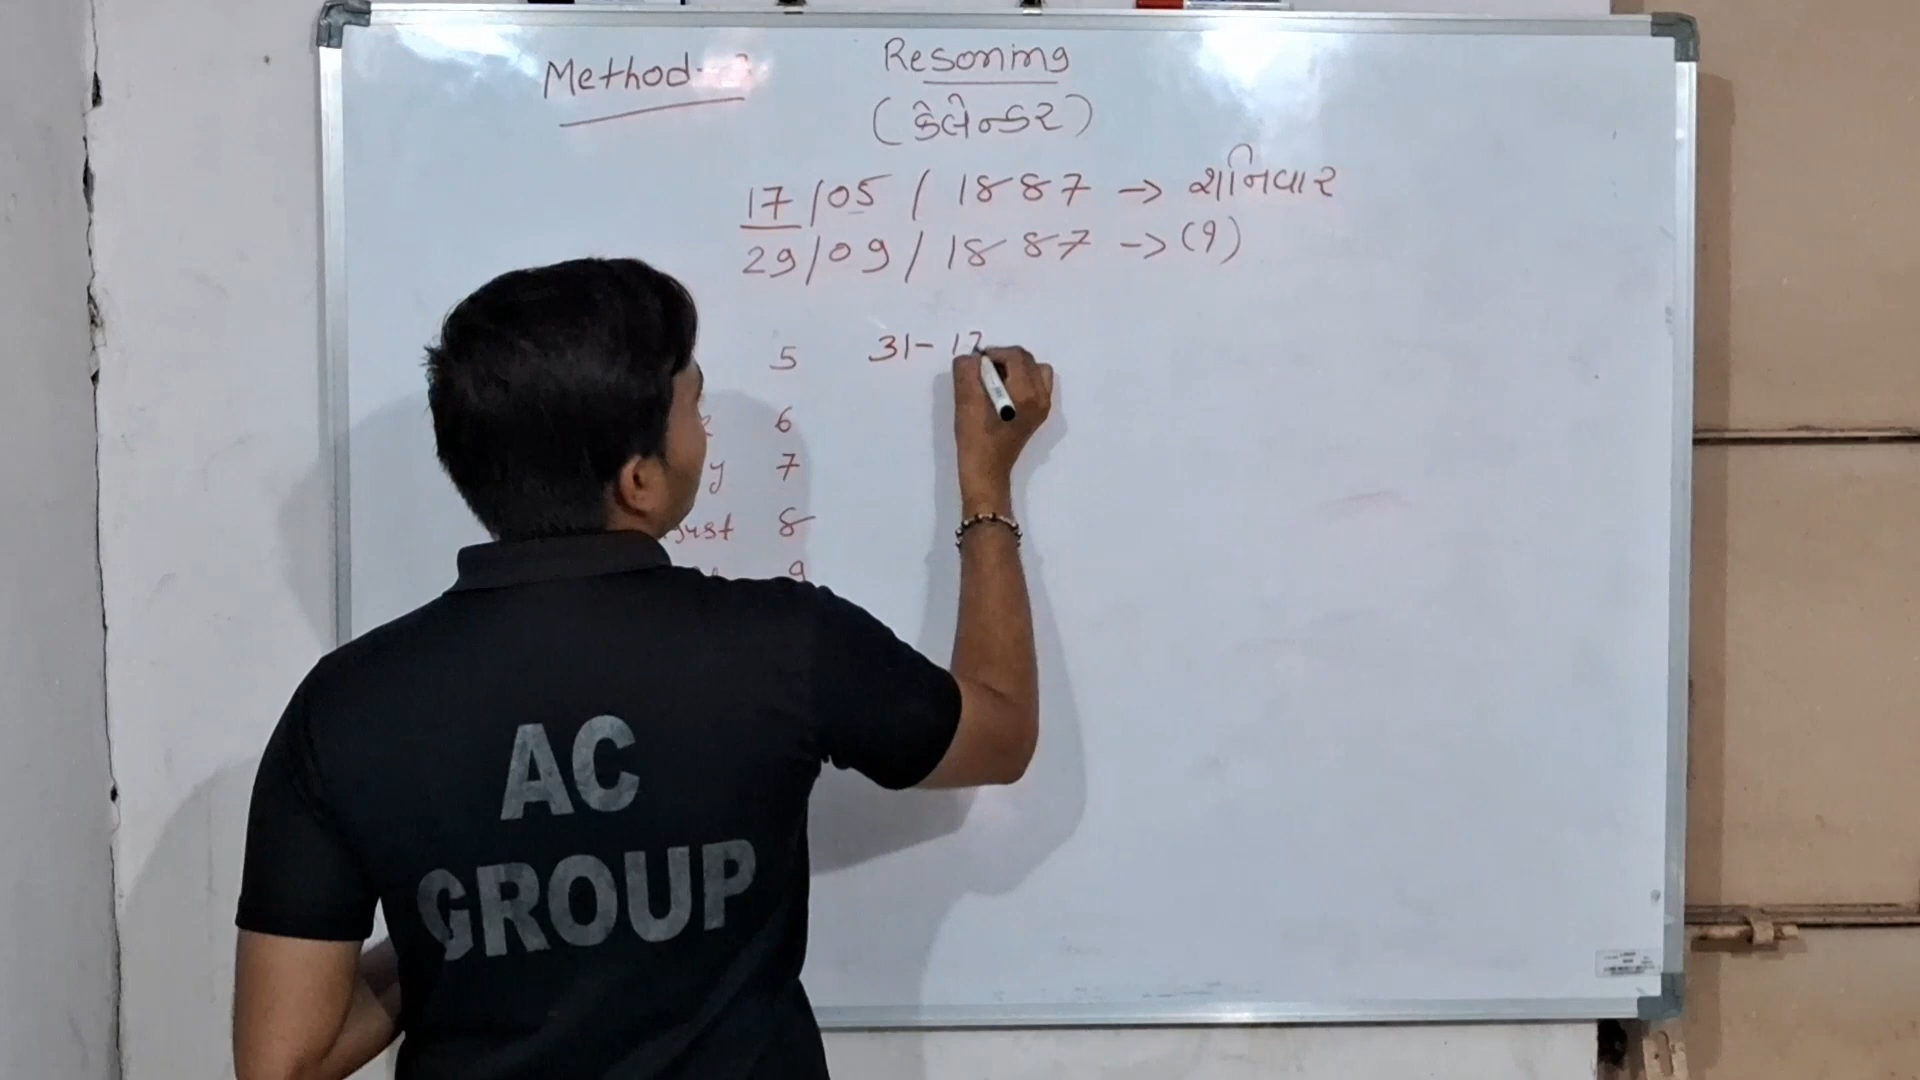 Method-
Resoning
(કેલેન્ડર)
17/05/1887 → શનિવાર
29/09/1887 → (?)
5 31-17
6
y 7
gust 8
9
AC
GROUP